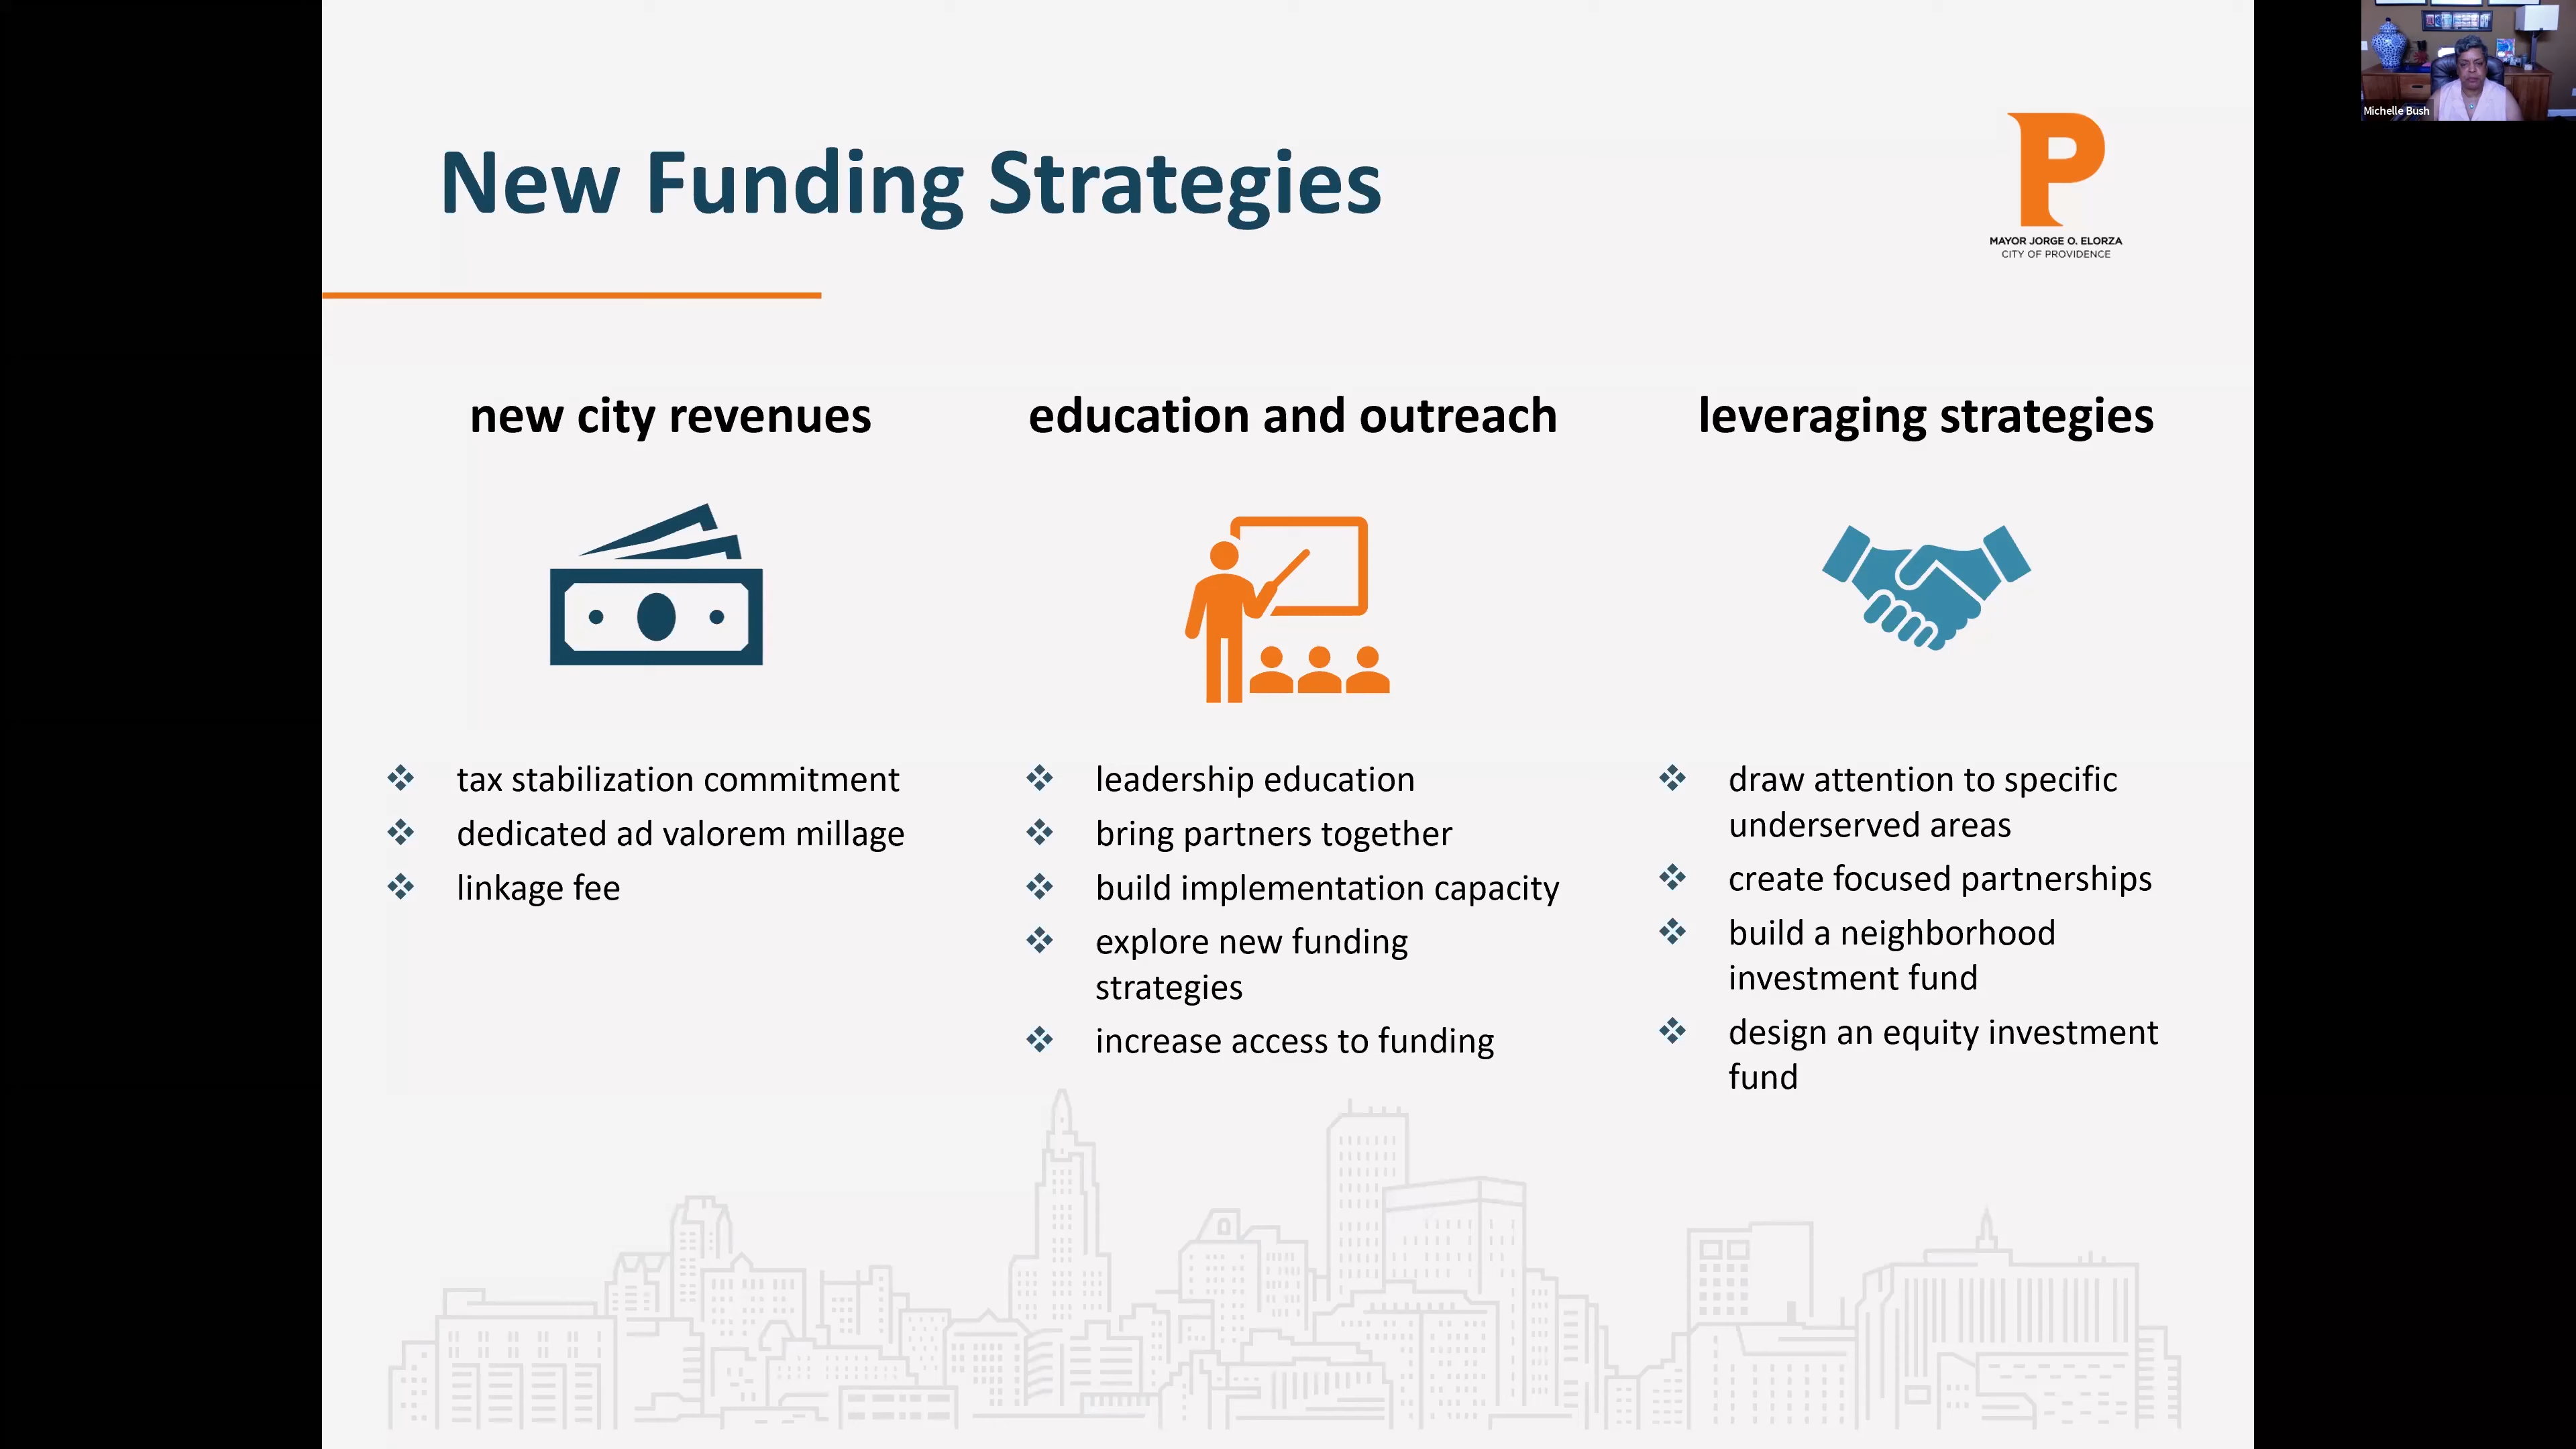 Michelle Bush
New Funding Strategies
P
MAYOR JORGE O. ELORZA
CITY OF PROVIDENCE
new city revenues
tax stabilization commitment
dedicated ad valorem millage
linkage fee
education and outreach
leadership education
bring partners together
build implementation capacity
explore new funding
strategies
increase access to funding
leveraging strategies
draw attention to specific
underserved areas
create focused partnerships
build a neighborhood
investment fund
design an equity investment
fund